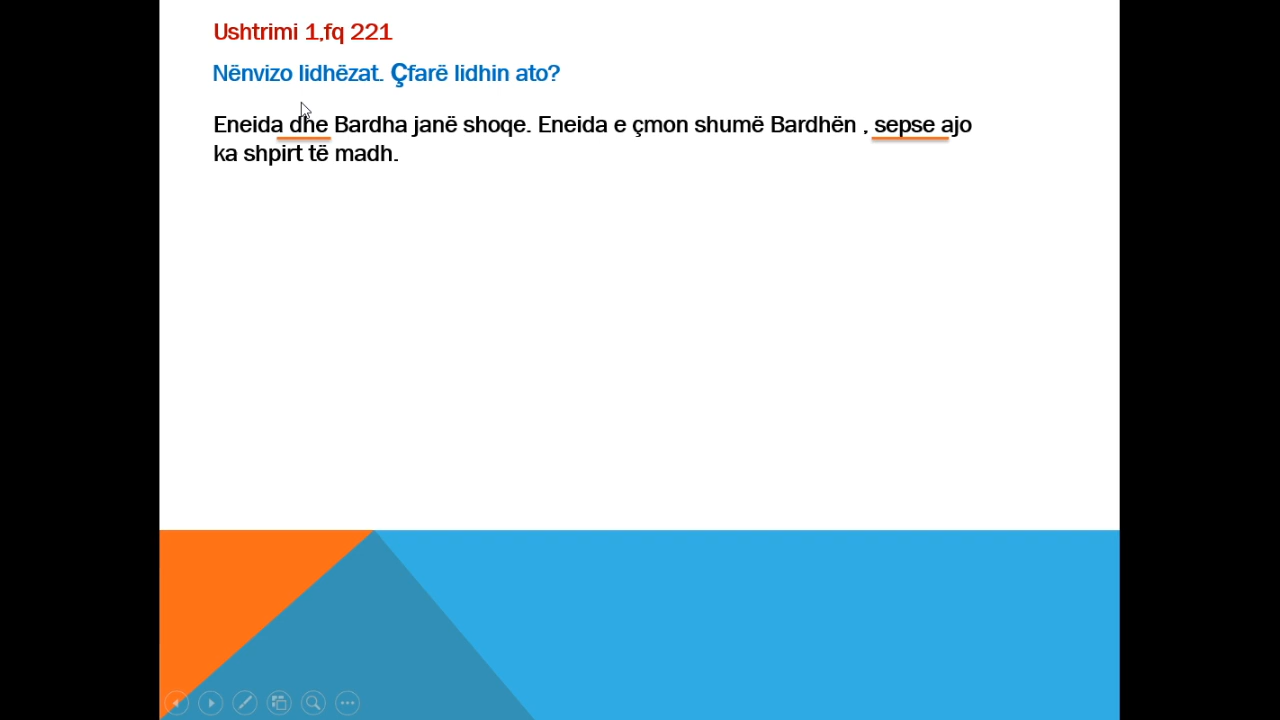 Ushtrimi 1,fq 221
Nënvizo lidhëzat. Çfarë lidhin ato?
Eneida dhe Bardha janë shoqe. Eneida e çmon shumë Bardhën , sepse ajo
ka shpirt të madh.